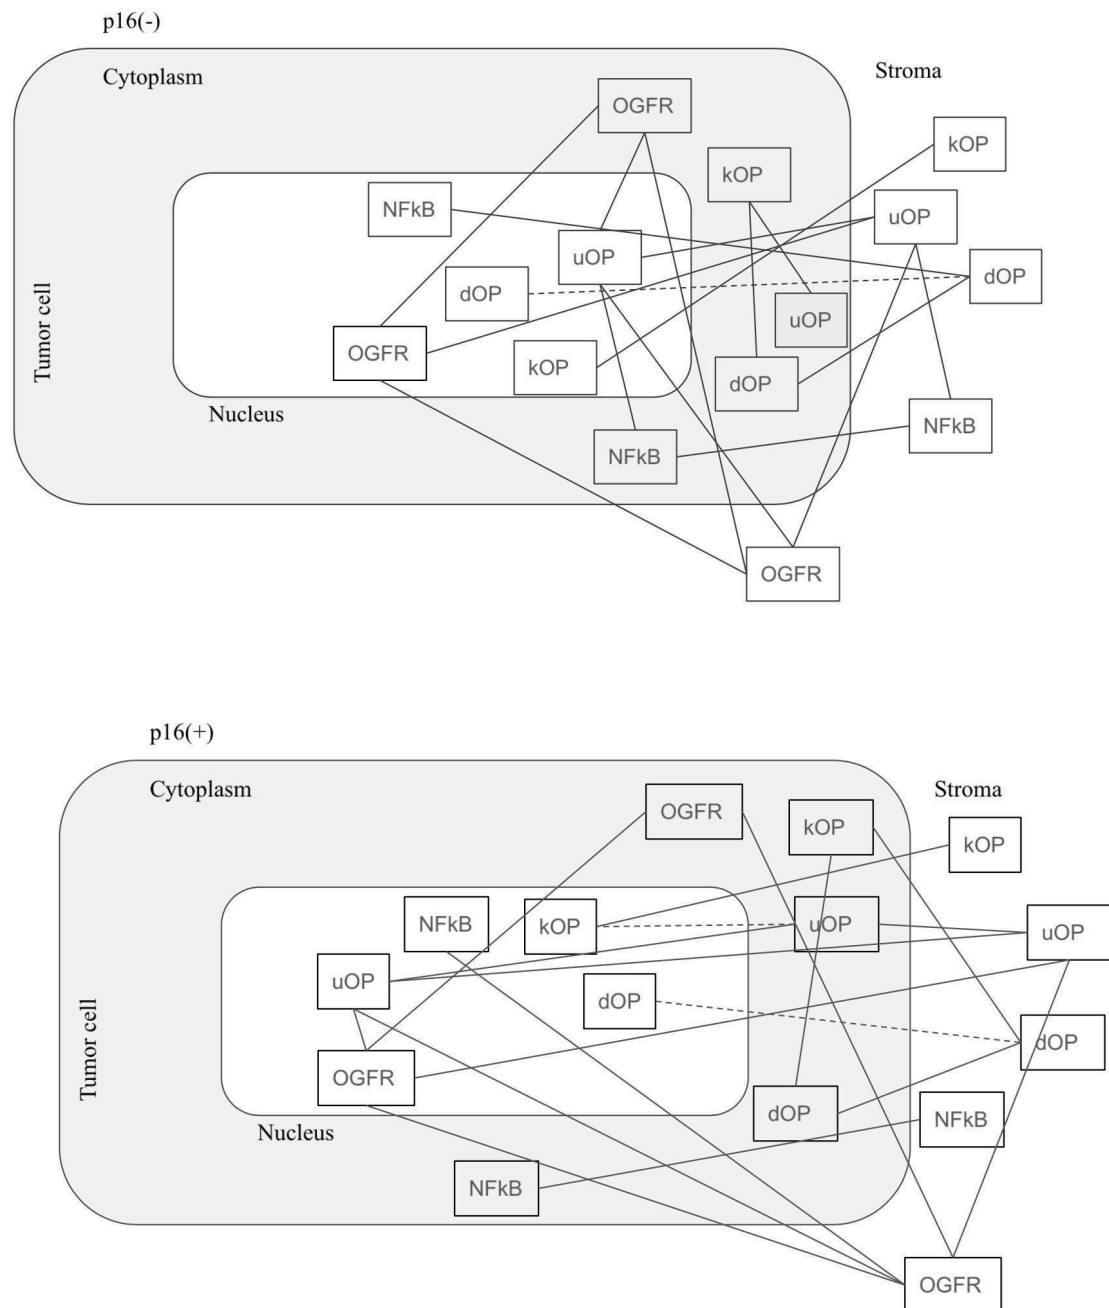 p16(-)
Cytoplasm
Stroma
OGFR
kOP
kOP
NFkB
uOP
uOP
dOP
dOP
uOP
OGFR
kOP
dOP
Tumor cell
Nucleus
NFkB
NFkB
OGFR
p16(+)
Cytoplasm
Stroma
OGFR
kOP
kOP
NFkB
kOP
uOP
uOP
uOP
dOP
dOP
Tumor cell
OGFR
dOP
NFkB
Nucleus
NFkB
OGFR